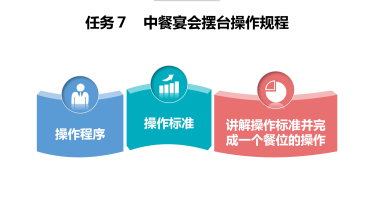 任务7 中餐宴会摆台操作规程
操作程序
操作标准
讲解操作标准并完
成一个餐位的操作